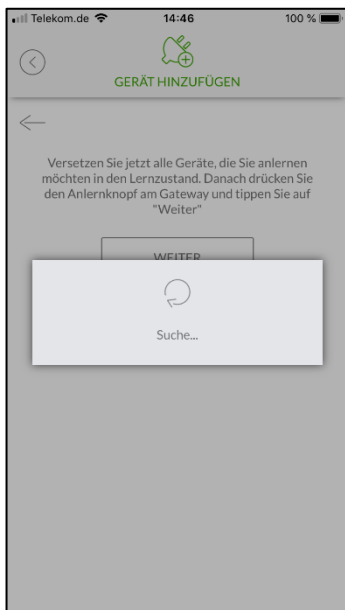 Telekom.de 14:46 100 %
GERÄT HINZUFÜGEN
Versetzen Sie jetzt alle Geräte, die Sie anlernen
möchten in den Lernzustand. Danach drücken Sie
den Anlernknopf am Gateway und tippen Sie auf
"Weiter"
WEITER
Suche...